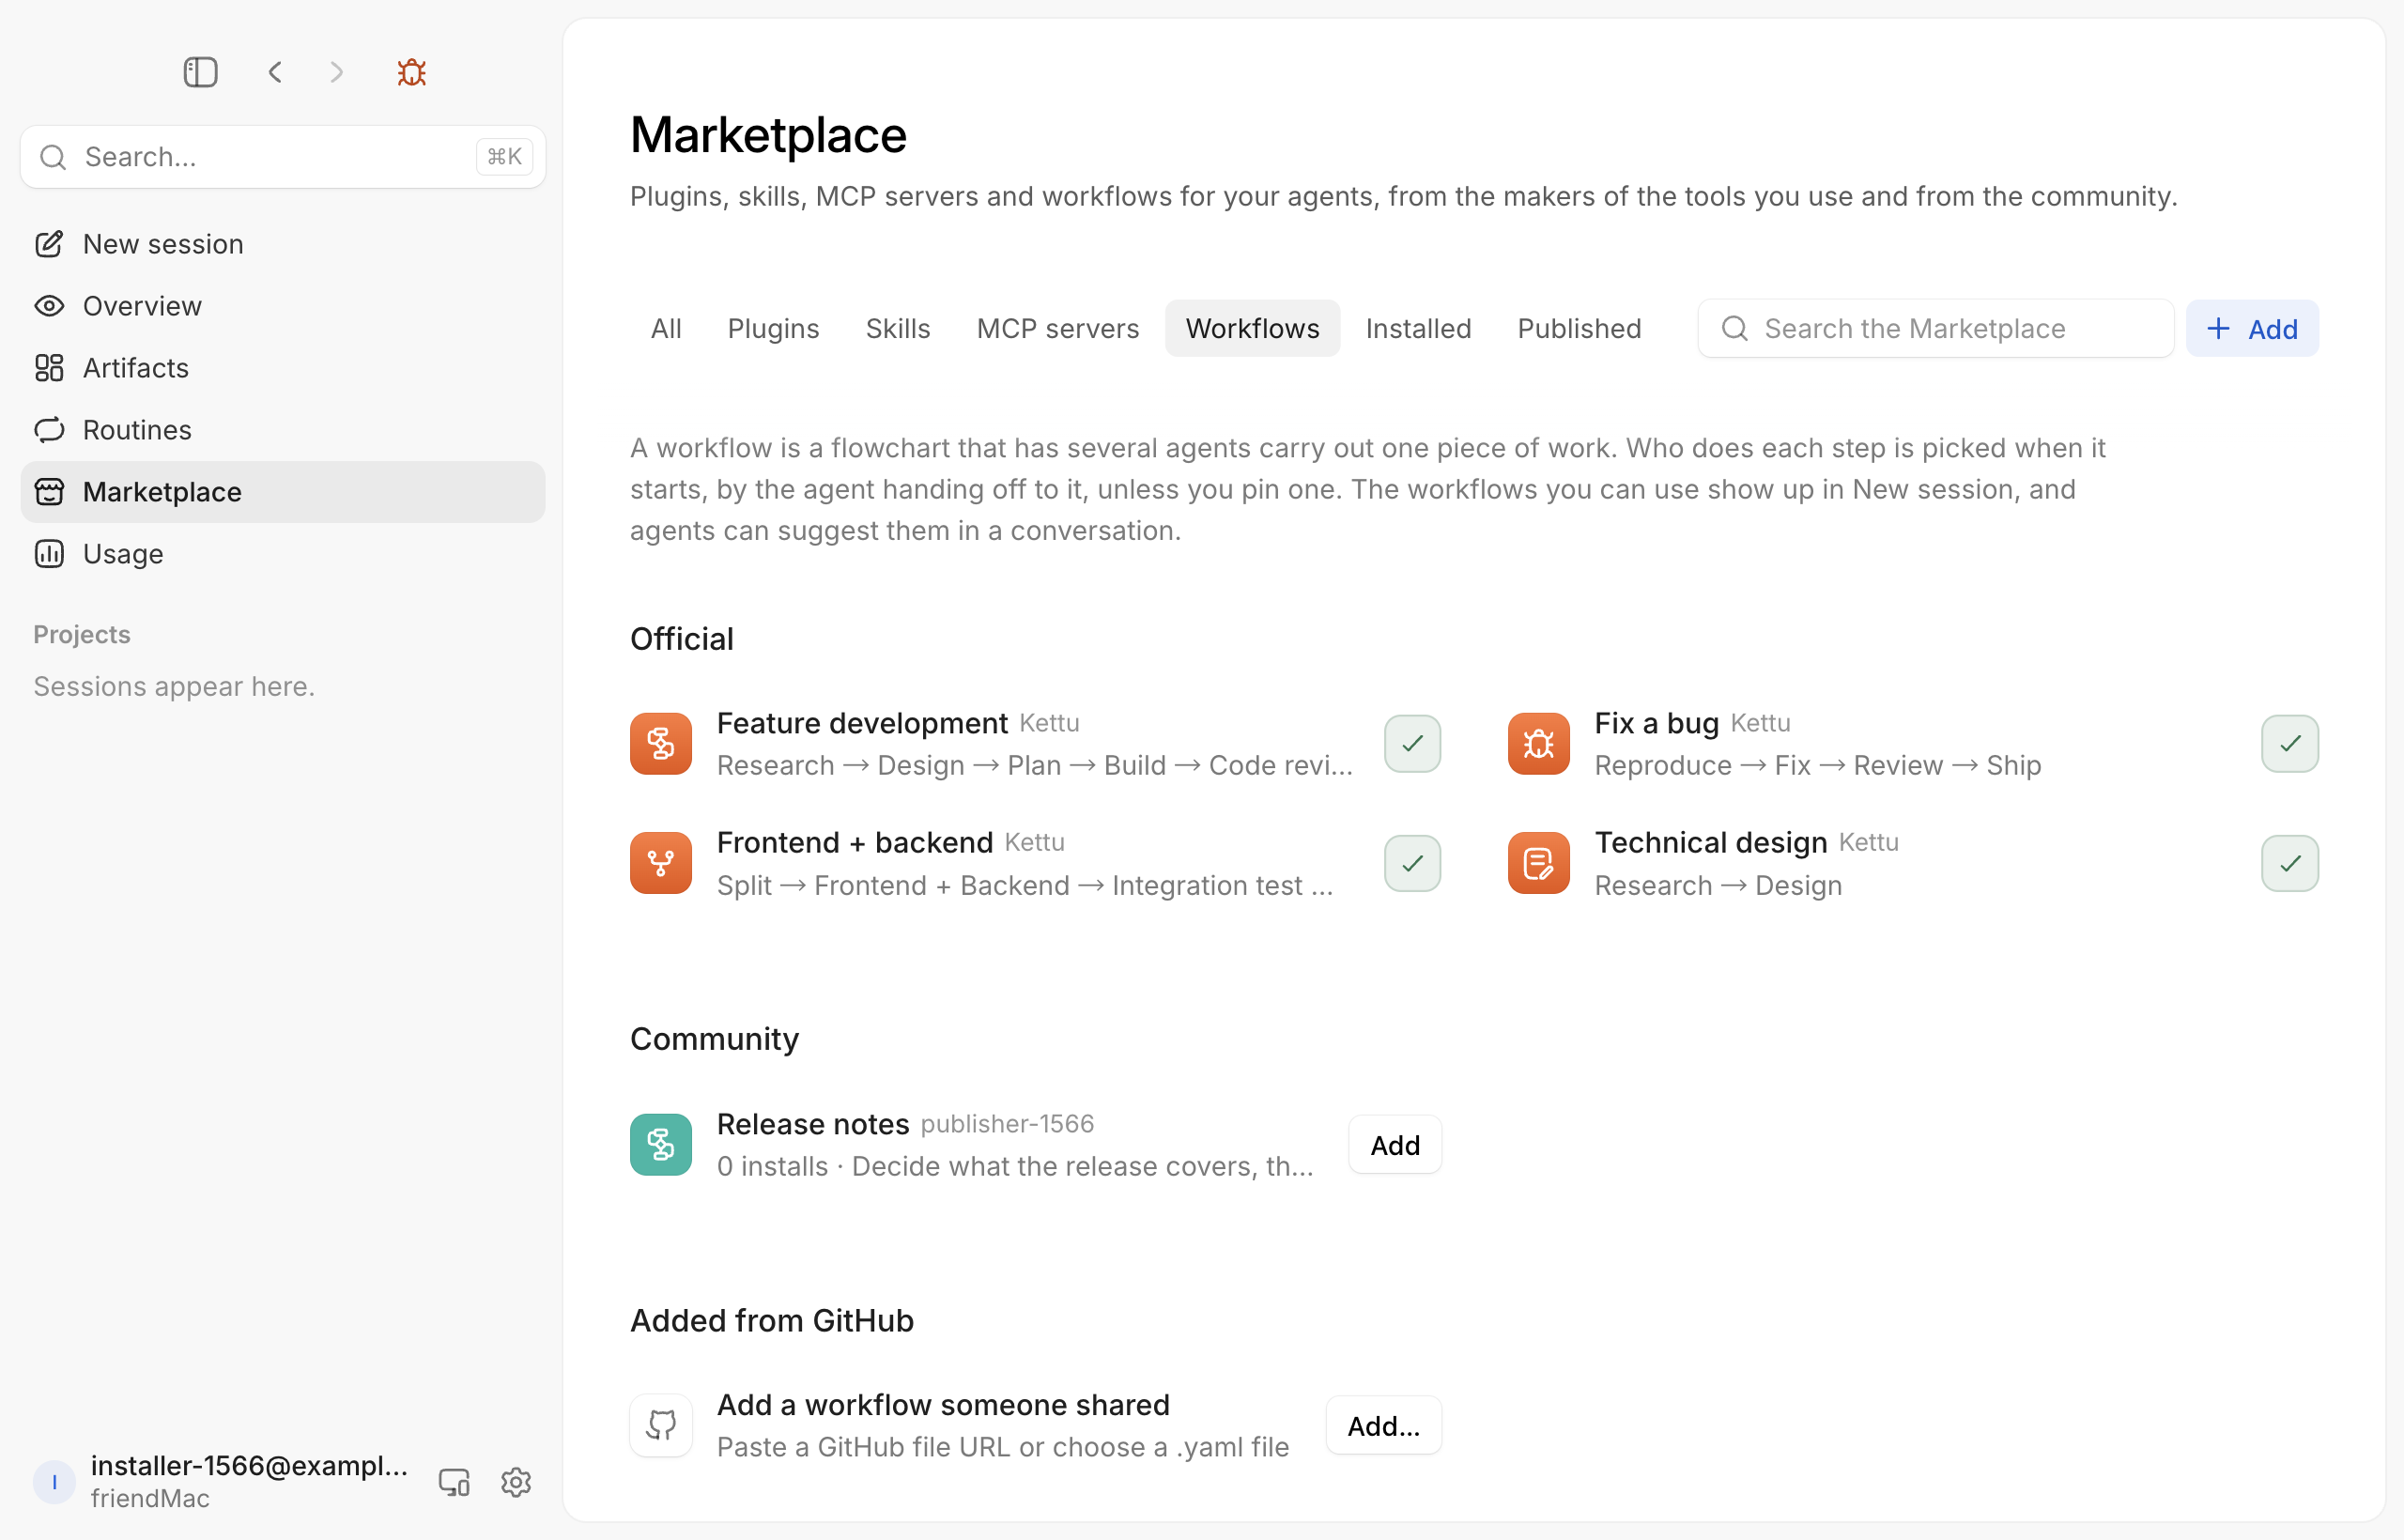 Search...
⌘K
New session
Overview
Artifacts
Routines
Marketplace
Usage
Projects
Sessions appear here.
I
installer-1566@exampl...
friendMac
Marketplace
Plugins, skills, MCP servers and workflows for your agents, from the makers of the tools you use and from the community.
All
Plugins
Skills
MCP servers
Workflows
Installed
Published
Search the Marketplace
+ Add
A workflow is a flowchart that has several agents carry out one piece of work. Who does each step is picked when it
starts, by the agent handing off to it, unless you pin one. The workflows you can use show up in New session, and
agents can suggest them in a conversation.
Official
Feature development Kettu
Research → Design → Plan → Build → Code revi...
Fix a bug Kettu
Reproduce → Fix → Review → Ship
Frontend + backend Kettu
Split → Frontend + Backend → Integration test ...
Technical design Kettu
Research → Design
Community
Release notes publisher-1566
0 installs · Decide what the release covers, th...
Add
Added from GitHub
Add a workflow someone shared
Paste a GitHub file URL or choose a .yaml file
Add...